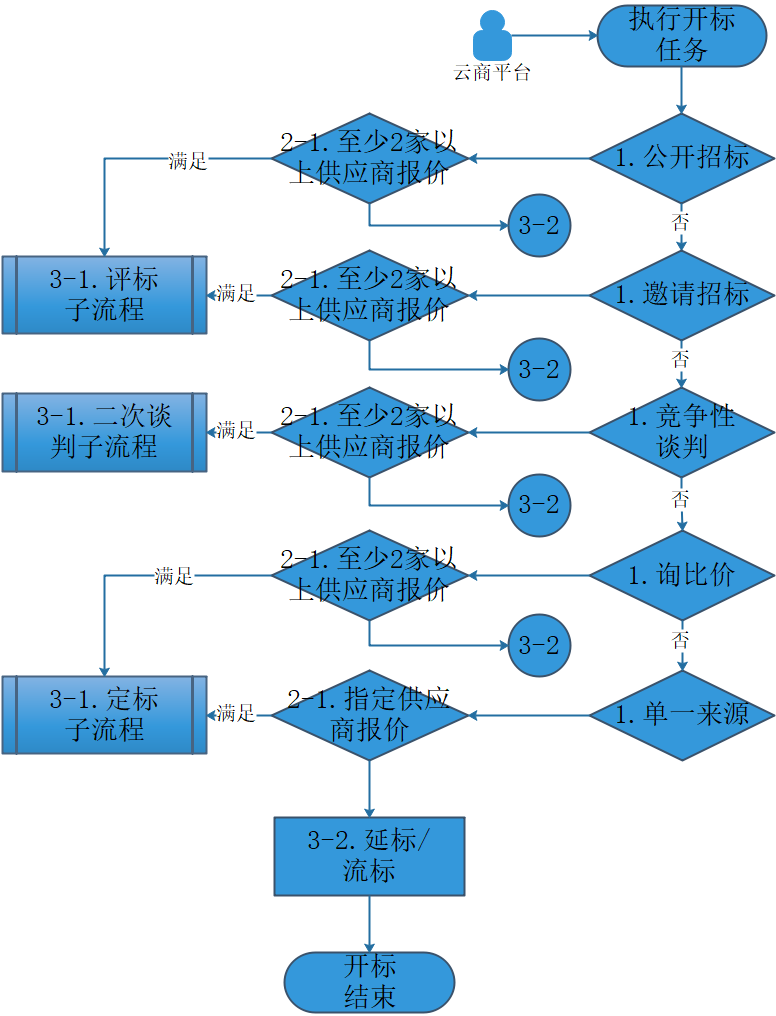 执行开标
任务
云商平台
2-1.至少2家以
上供应商报价
1.公开招标
满足
3-2
否
3-1.评标
子流程
满足
2-1.至少2家以
上供应商报价
1.邀请招标
3-2
否
3-1.二次谈
判子流程
满足
2-1.至少2家以
上供应商报价
1.竞争性
谈判
3-2
否
满足
2-1.至少2家以
上供应商报价
1.询比价
3-2
否
3-1.定标
子流程
满足
2-1.指定供应
商报价
1.单一来源
3-2.延标/
流标
开标
结束